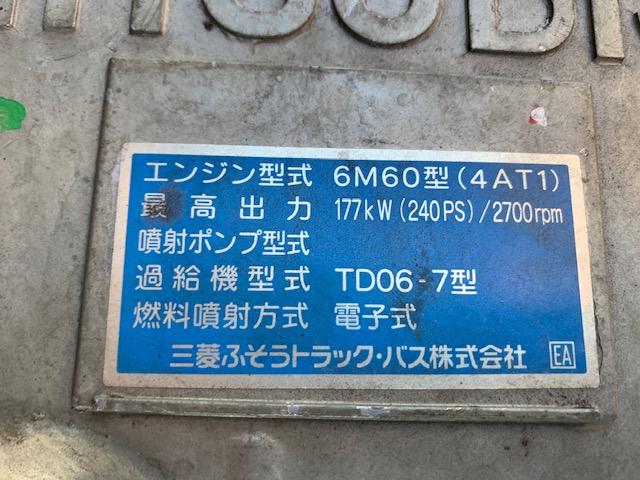 MITSUBIS
エンジン型式 6M60型(4AT1)
最高出力 177kW(240PS)/2700rpm
噴射ポンプ型式
過給機型式 TD06-7型
燃料噴射方式 電子式
三菱ふそうトラック・バス株式会社 EA